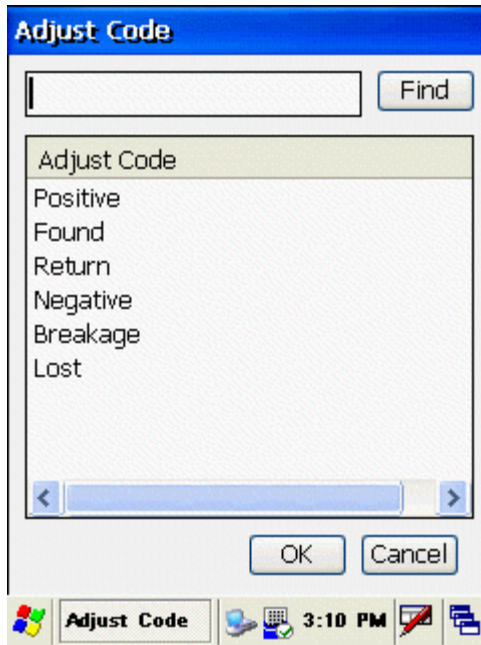 Adjust Code
Find
Adjust Code
Positive
Found
Return
Negative
Breakage
Lost
OK Cancel
Adjust Code 3:10 PM